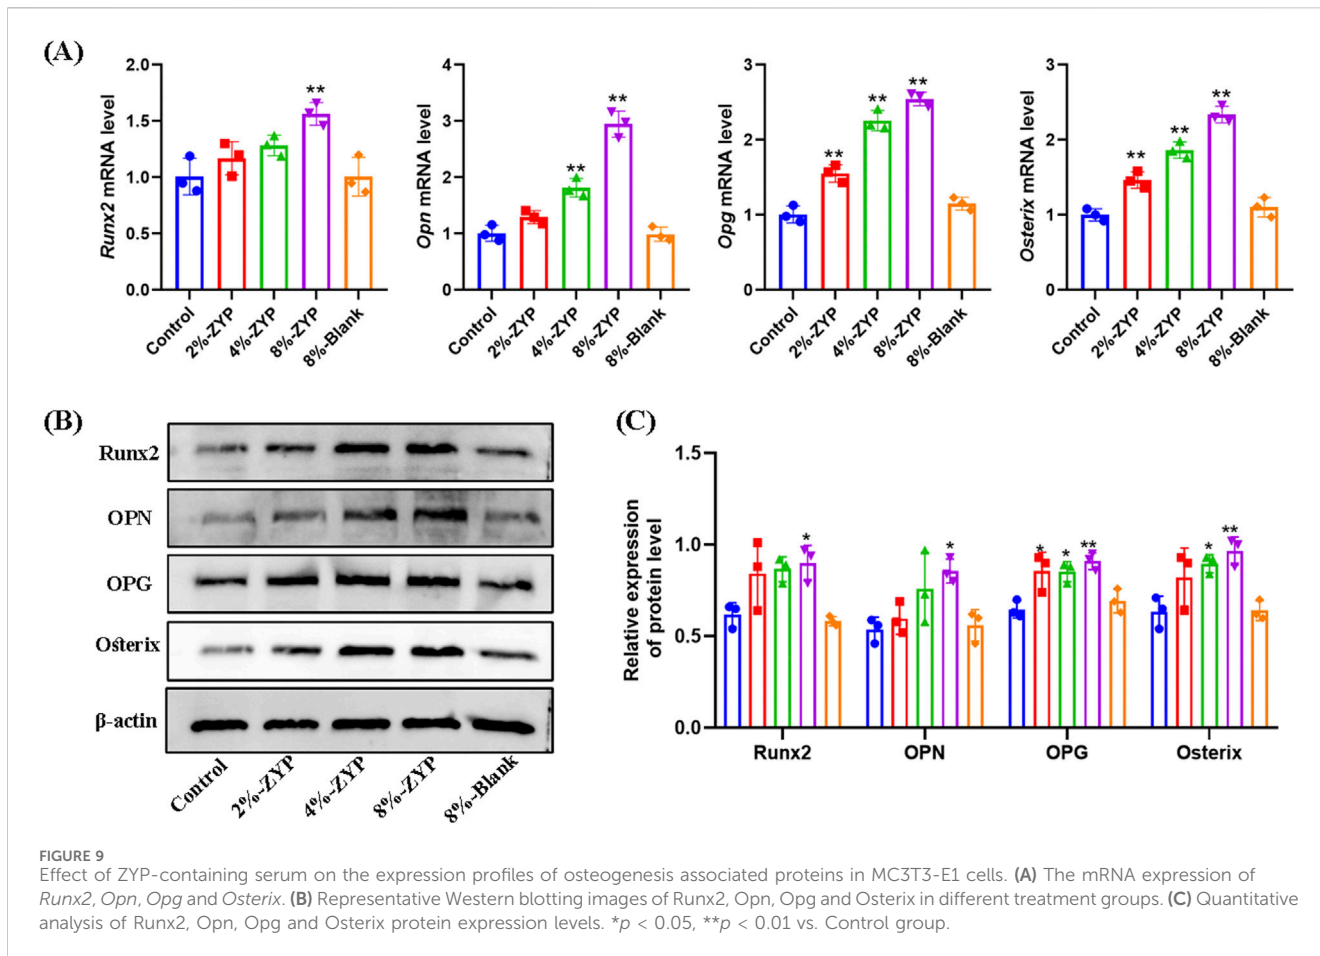 (A)
Runx2 mRNA level
2.0
1.5
1.0
0.5
0.0
**
Control
2%-ZYP
4%-ZYP
8%-ZYP
8%-Blank
Opn mRNA level
4
3
2
1
0
**
**
Control
2%-ZYP
4%-ZYP
8%-ZYP
8%-Blank
Opg mRNA level
3
2
1
0
**
**
**
Control
2%-ZYP
4%-ZYP
8%-ZYP
8%-Blank
Osterix mRNA level
3
2
1
0
**
**
**
Control
2%-ZYP
4%-ZYP
8%-ZYP
8%-Blank
(B)
Runx2
OPN
OPG
Osterix
β-actin
Control
2%-ZYP
4%-ZYP
8%-ZYP
8%-Blank
(C)
Relative expression
of protein level
1.5
1.0
0.5
0.0
*
*
*
*
**
*
**
Runx2
OPN
OPG
Osterix
FIGURE 9
Effect of ZYP-containing serum on the expression profiles of osteogenesis associated proteins in MC3T3-E1 cells. (A) The mRNA expression of
Runx2, Opn, Opg and Osterix. (B) Representative Western blotting images of Runx2, Opn, Opg and Osterix in different treatment groups. (C) Quantitative
analysis of Runx2, Opn, Opg and Osterix protein expression levels. *p < 0.05, **p < 0.01 vs. Control group.